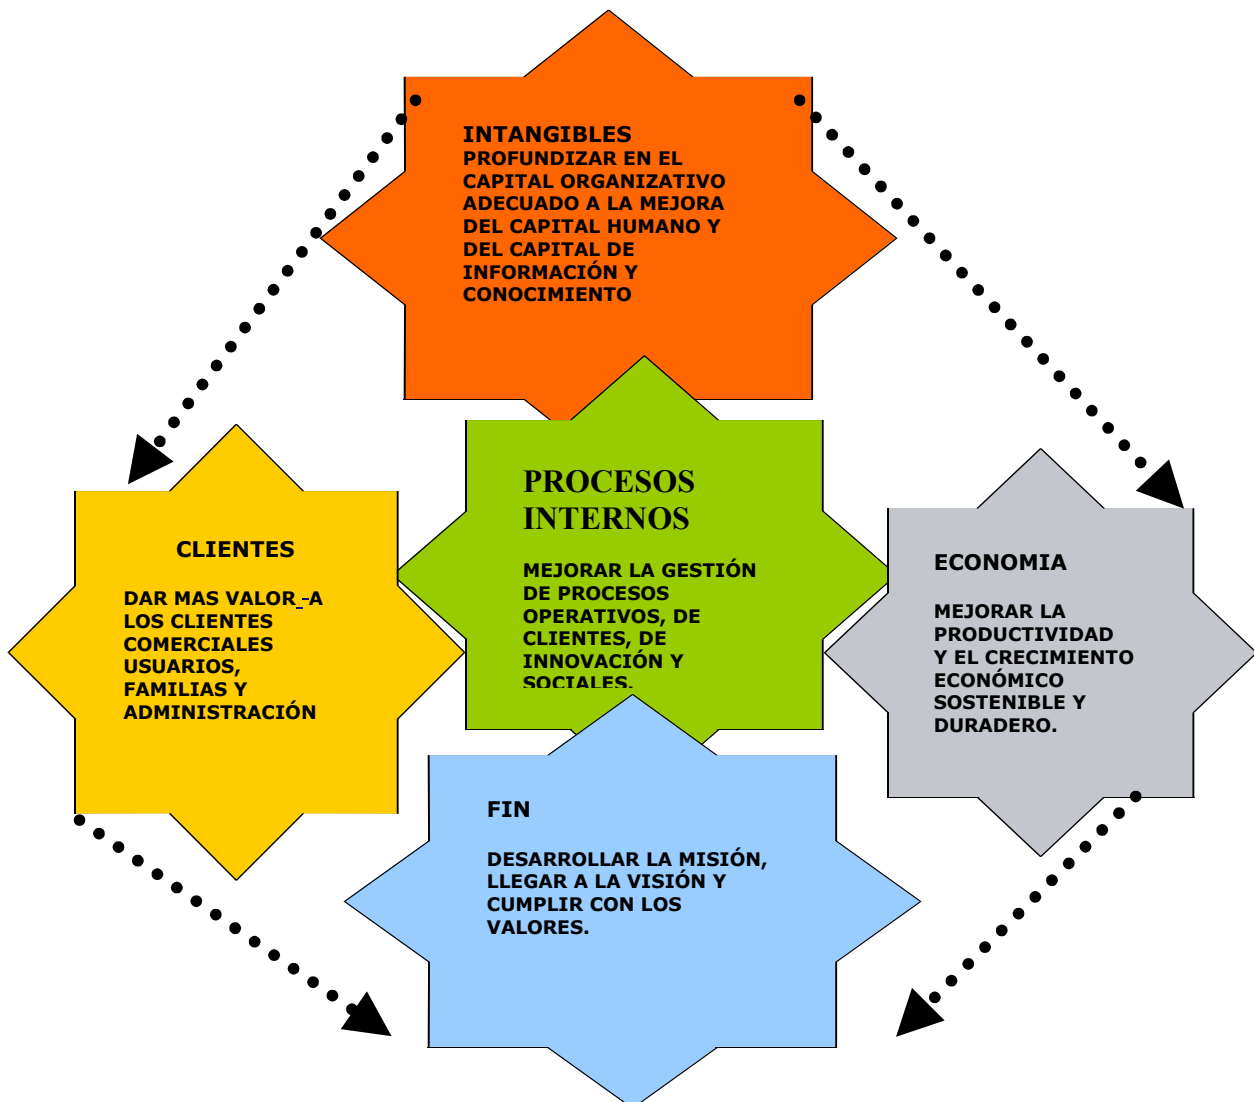 INTANGIBLES
PROFUNDIZAR EN EL
CAPITAL ORGANIZATIVO
ADECUADO A LA MEJORA
DEL CAPITAL HUMANO Y
DEL CAPITAL DE
INFORMACIÓN Y
CONOCIMIENTO
PROCESOS
INTERNOS
MEJORAR LA GESTIÓN
DE PROCESOS
OPERATIVOS, DE
CLIENTES, DE
INNOVACIÓN Y
SOCIALES.
CLIENTES
DAR MAS VALOR -A
LOS CLIENTES
COMERCIALES
USUARIOS,
FAMILIAS Y
ADMINISTRACIÓN
ECONOMIA
MEJORAR LA
PRODUCTIVIDAD
Y EL CRECIMIENTO
ECONÓMICO
SOSTENIBLE Y
DURADERO.
FIN
DESARROLLAR LA MISIÓN,
LLEGAR A LA VISIÓN Y
CUMPLIR CON LOS
VALORES.